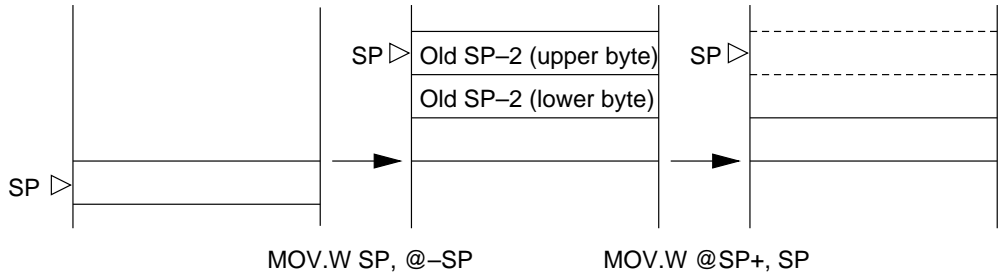 SP
Old SP–2 (upper byte)
SP
Old SP–2 (lower byte)
SP
MOV.W SP, @–SP
MOV.W @SP+, SP